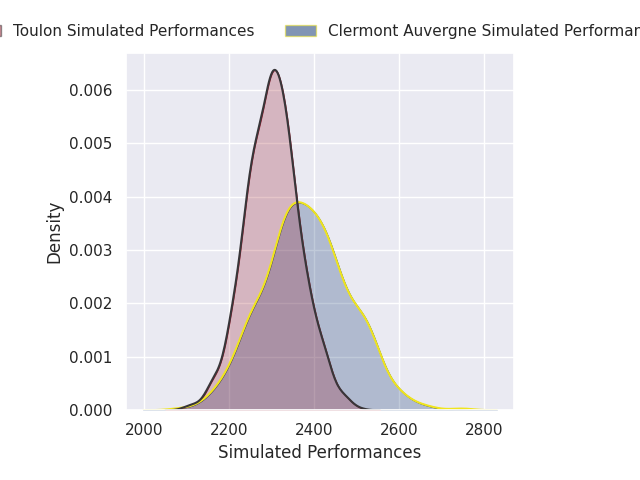 Toulon Simulated Performances
Clermont Auvergne Simulated Performan
0.006
0.005
0.004
0.003
0.002
0.001
0.000
Density
2000 2200 2400 2600 2800
Simulated Performances